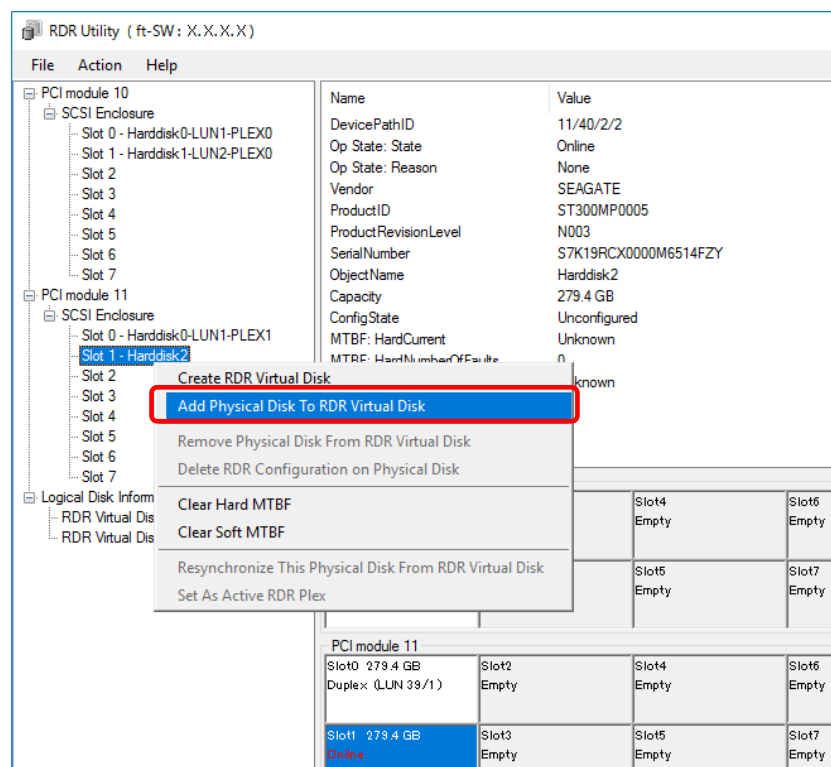 RDR Utility ( ft-SW : X.X.X.X )
File Action Help
PCI module 10
SCSI Enclosure
Slot 0 - Harddisk0-LUN1-PLEX0
Slot 1 - Harddisk1-LUN2-PLEX0
Slot 2
Slot 3
Slot 4
Slot 5
Slot 6
Slot 7
PCI module 11
SCSI Enclosure
Slot 0 - Harddisk0-LUN1-PLEX1
Slot 1 - Harddisk2
Slot 2
Slot 3
Slot 4
Slot 5
Slot 6
Slot 7
Logical Disk Inform
RDR Virtual Dis
RDR Virtual Dis
Name Value
DevicePathID 11/40/2/2
Op State: State Online
Op State: Reason None
Vendor SEAGATE
ProductID ST300MP0005
ProductRevisionLevel N003
SerialNumber S7K19RCX0000M6514FZY
ObjectName Harddisk2
Capacity 279.4 GB
ConfigState Unconfigured
MTBF: HardCurrent Unknown
MTBF: HardNumberOfFaults 0
known
Create RDR Virtual Disk
Add Physical Disk To RDR Virtual Disk
Remove Physical Disk From RDR Virtual Disk
Delete RDR Configuration on Physical Disk
Clear Hard MTBF
Clear Soft MTBF
Resynchronize This Physical Disk From RDR Virtual Disk
Set As Active RDR Plex
Slot4 Slot6
Empty Empty
Slot5 Slot7
Empty Empty
PCI module 11
Slot0 279.4 GB Slot2 Slot4 Slot6
Duplex (LUN 39/1) Empty Empty Empty
Slot1 279.4 GB Slot3 Slot5 Slot7
Online Empty Empty Empty